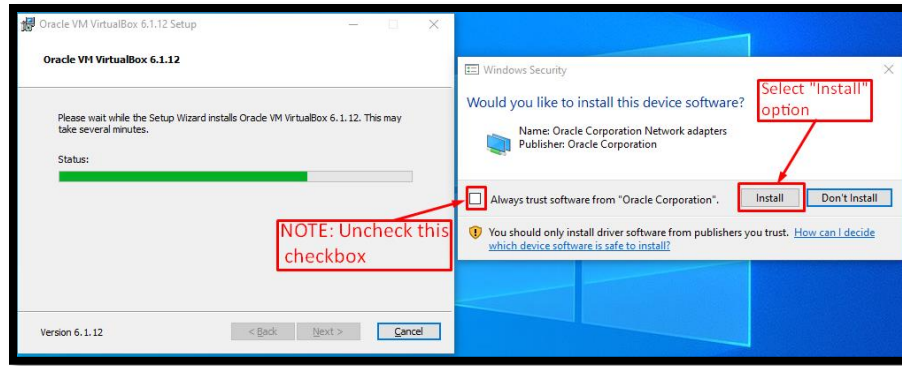 Oracle VM VirtualBox 6.1.12 Setup
Oracle VM VirtualBox 6.1.12
Please wait while the Setup Wizard installs Oracle VM VirtualBox 6.1.12. This may
take several minutes.
Status:
NOTE: Uncheck this
checkbox
Version 6.1.12
< Back
Next >
Cancel
Windows Security
Would you like to install this device software?
Select "Install"
option
Name: Oracle Corporation Network adapters
Publisher: Oracle Corporation
Always trust software from "Oracle Corporation".
Install
Don't Install
You should only install driver software from publishers you trust. How can I decide
which device software is safe to install?